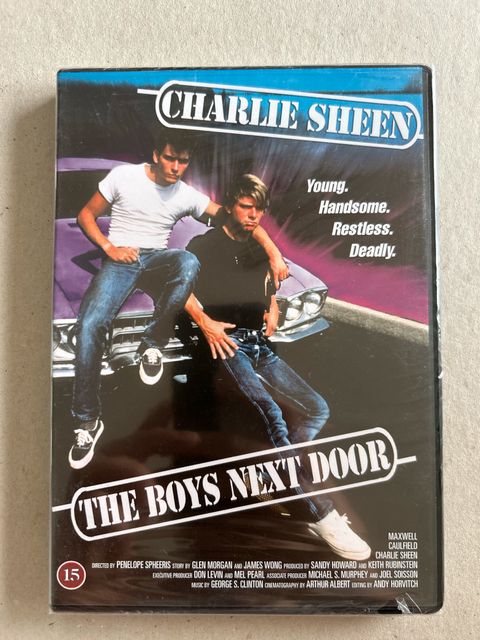 CHARLIE SHEEN
Young.
Handsome.
Restless.
Deadly.
THE BOYS NEXT DOOR
MAXWELL
CAULFIELD
CHARLIE SHEEN
DIRECTED BY PENELOPE SPHEERIS STORY BY GLEN MORGAN AND JAMES WONG PRODUCED BY SANDY HOWARD AND KEITH RUBINSTEIN
EXECUTIVE PRODUCER DON LEVIN AND MEL PEARL ASSOCIATE PRODUCER MICHAEL S. MURPHEY AND JOEL SOISSON
MUSIC BY GEORGE S. CLINTON CINEMATOGRAPHY BY ARTHUR ALBERT EDITING BY ANDY HORVITCH
15